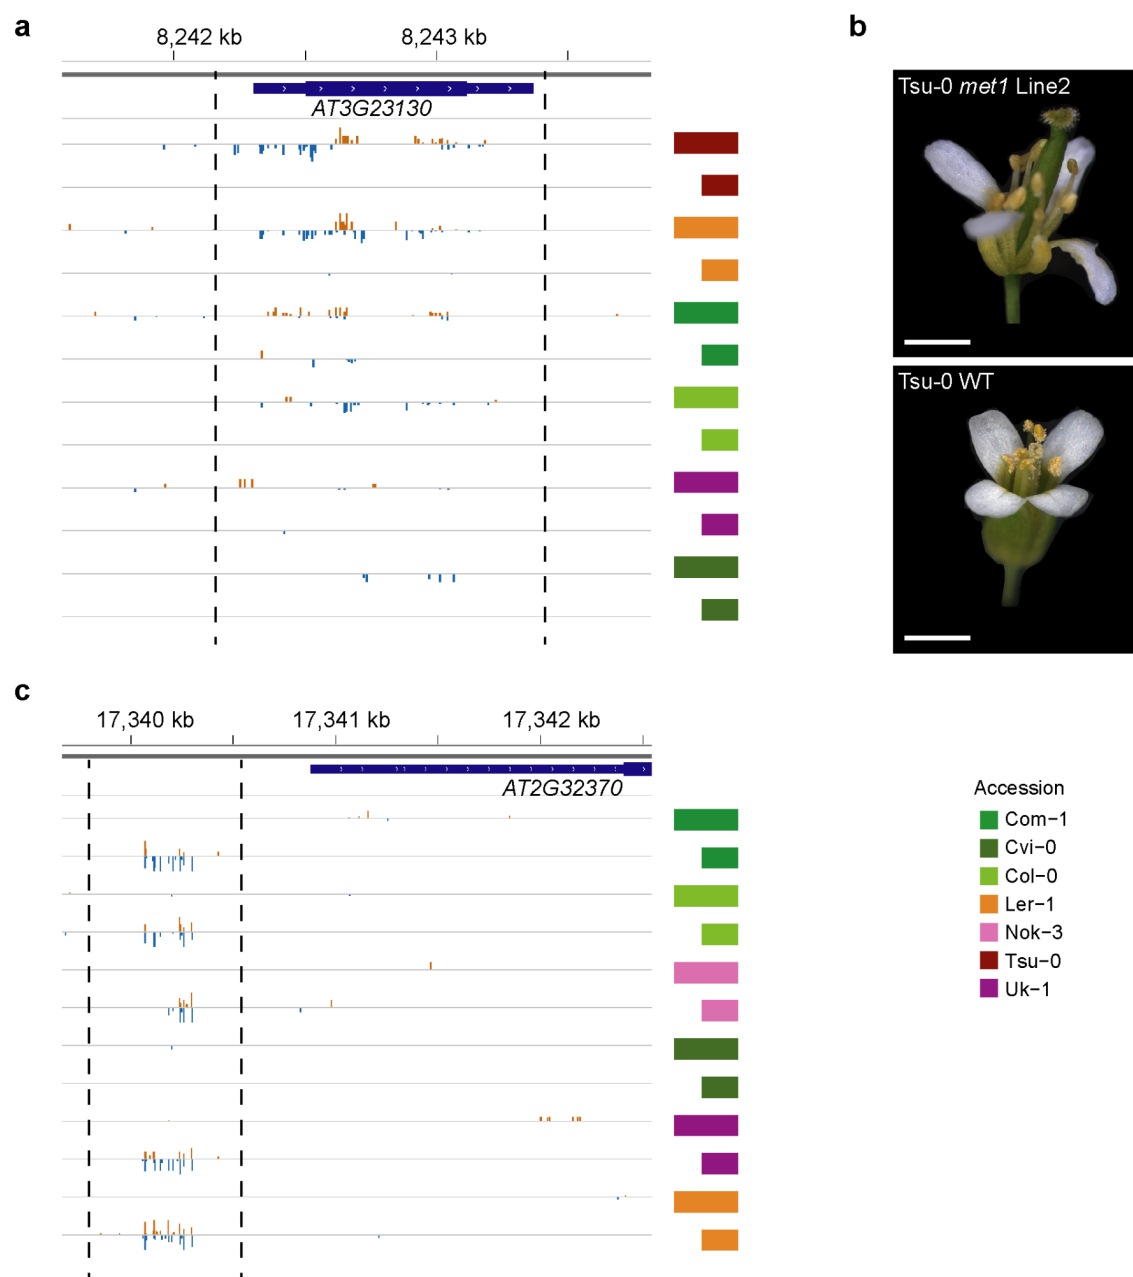 a
b
8,242 kb
8,243 kb
AT3G23130
Tsu-0 met1 Line2
Tsu-0 WT
c
17,340 kb
17,341 kb
17,342 kb
AT2G32370
Accession
Com-1
Cvi-0
Col-0
Ler-1
Nok-3
Tsu-0
Uk-1